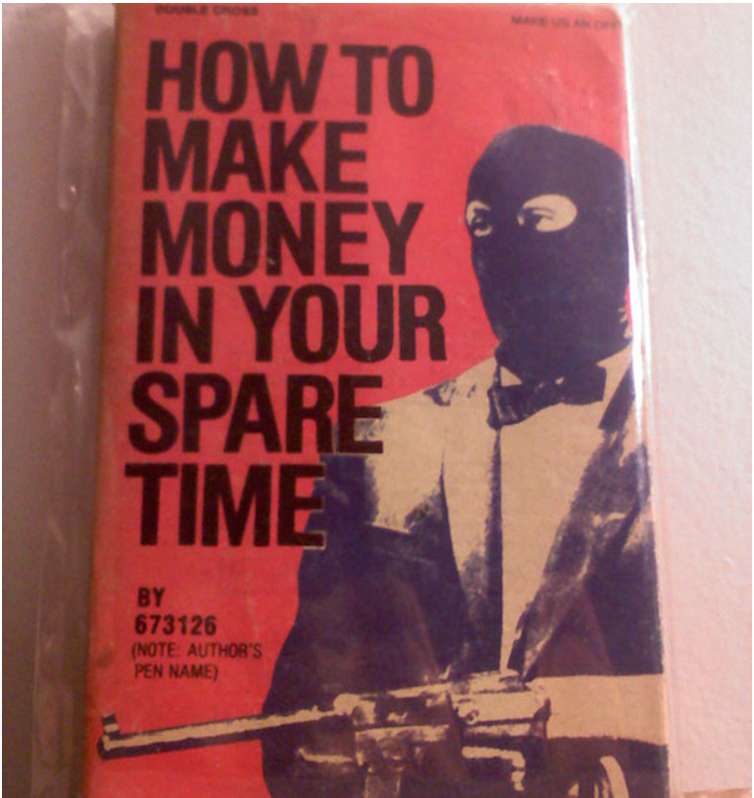 DOUBLE CROSS
MAKE US AN
HOW TO
MAKE
MONEY
IN YOUR
SPARE
TIME
BY
673126
(NOTE: AUTHOR'S
PEN NAME)